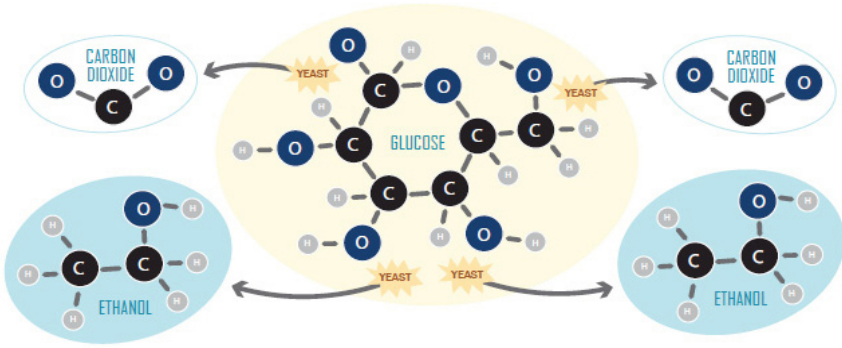 CARBON
DIOXIDE
O O
C
YEAST
O H
C O
H O
H
H O C
GLUCOSE
C C H
H H
H C C
H O H O H
YEAST
CARBON
DIOXIDE
O O
C
O H
H
H C C H
H H
ETHANOL
YEAST
YEAST
O H
H
H C C H
H H
ETHANOL